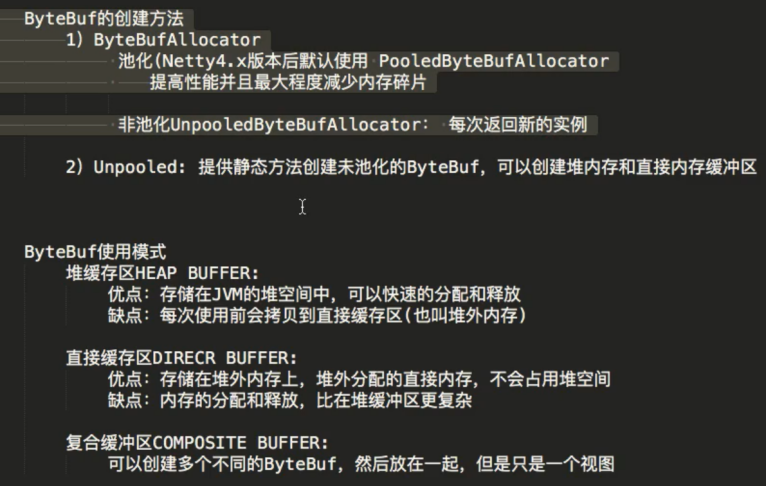 ByteBuf的创建方法
1）ByteBufAllocator
池化(Netty4.x版本后默认使用 PooledByteBufAllocator
提高性能并且最大程度减少内存碎片
非池化UnpooledByteBufAllocator： 每次返回新的实例
2）Unpooled: 提供静态方法创建未池化的ByteBuf，可以创建堆内存和直接内存缓冲区
ByteBuf使用模式
堆缓存区HEAP BUFFER:
优点：存储在JVM的堆空间中，可以快速的分配和释放
缺点：每次使用前会拷贝到直接缓存区(也叫堆外内存)
直接缓存区DIRECR BUFFER:
优点：存储在堆外内存上，堆外分配的直接内存，不会占用堆空间
缺点：内存的分配和释放，比在堆缓冲区更复杂
复合缓冲区COMPOSITE BUFFER:
可以创建多个不同的ByteBuf，然后放在一起，但是只是一个视图